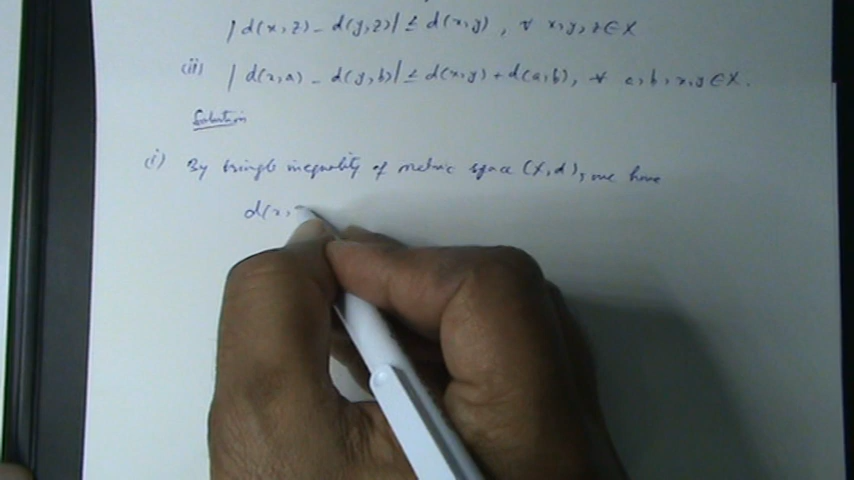 |d(x,z) - d(y,z)| ≤ d(x,y), ∀ x,y,z ∈ X
(ii) |d(x,a) - d(y,b)| ≤ d(x,y) + d(a,b), ∀ a,b,x,y ∈ X.
Solution
(i) By triangle inequality of metric space (X,d), we have
d(x,